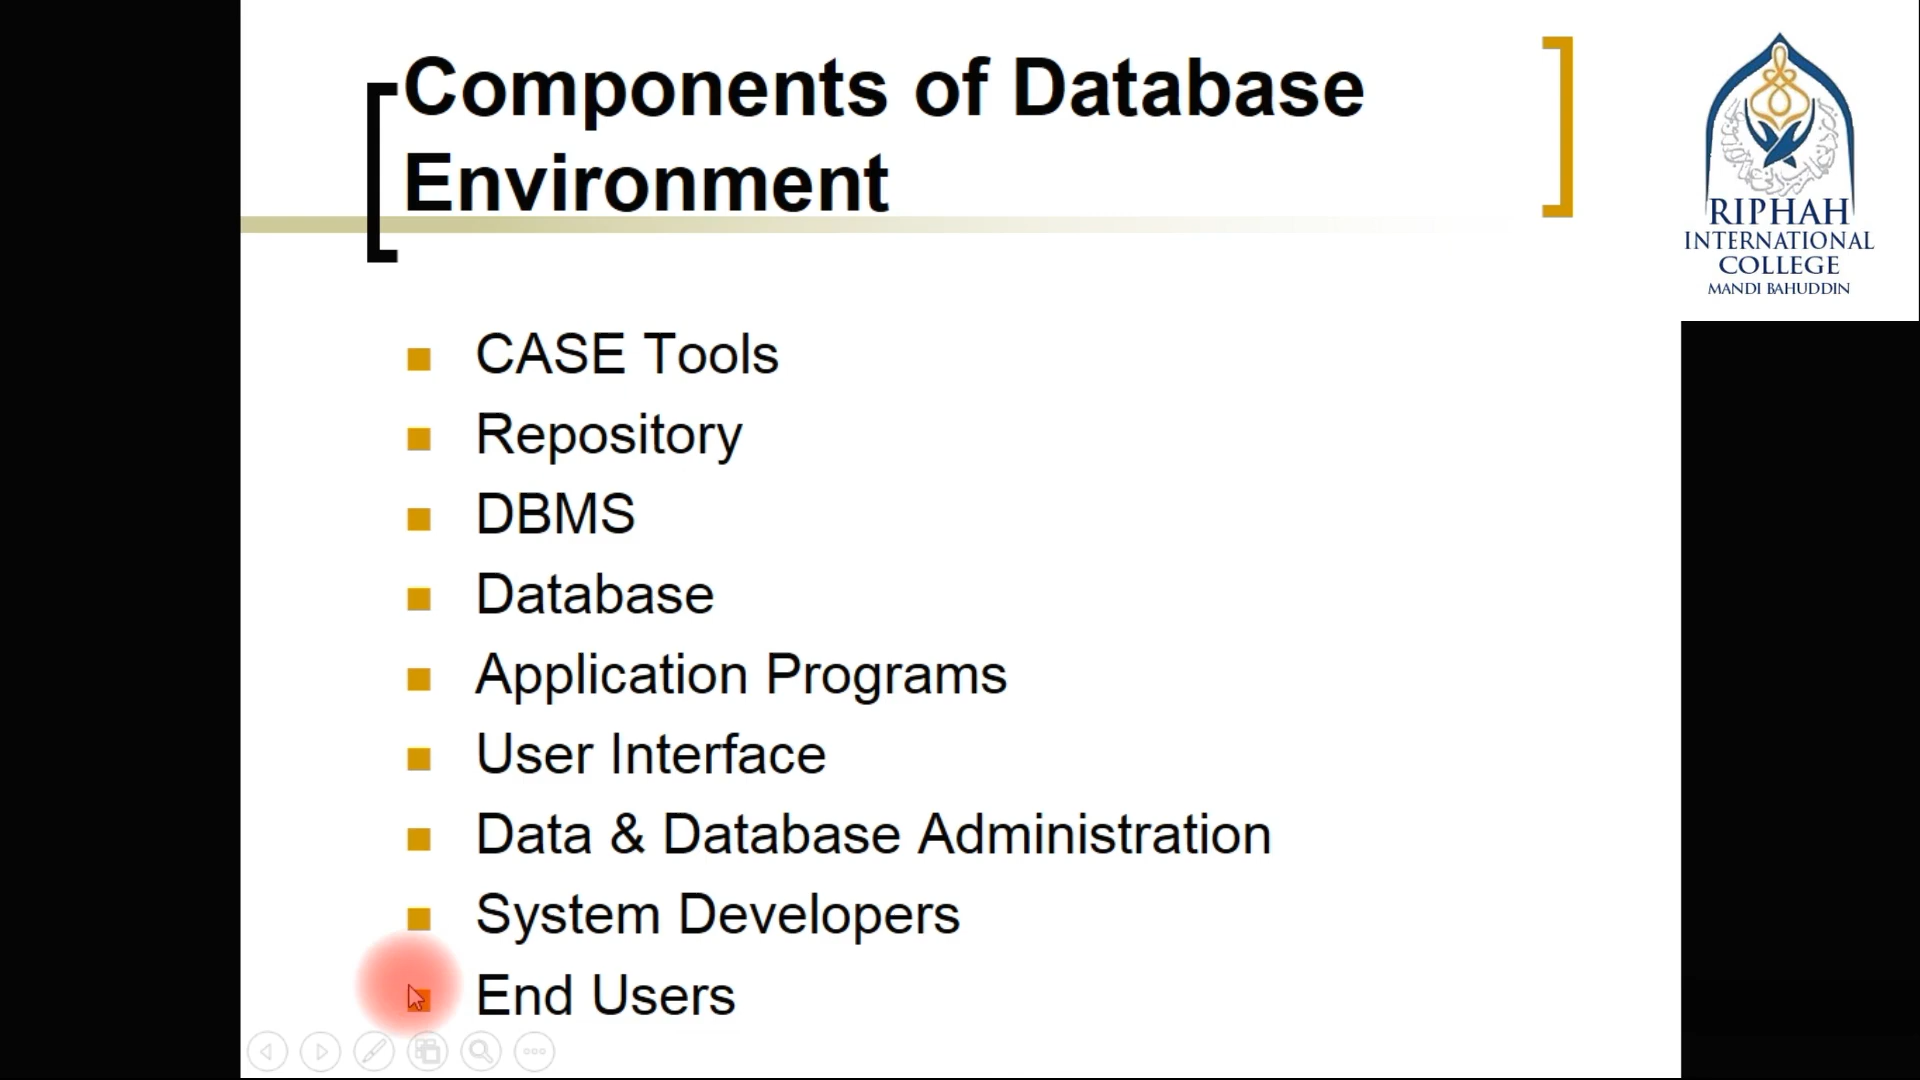 Components of Database
Environment
RIPHAH
INTERNATIONAL
COLLEGE
MANDI BAHUDDIN
CASE Tools
Repository
DBMS
Database
Application Programs
User Interface
Data & Database Administration
System Developers
End Users